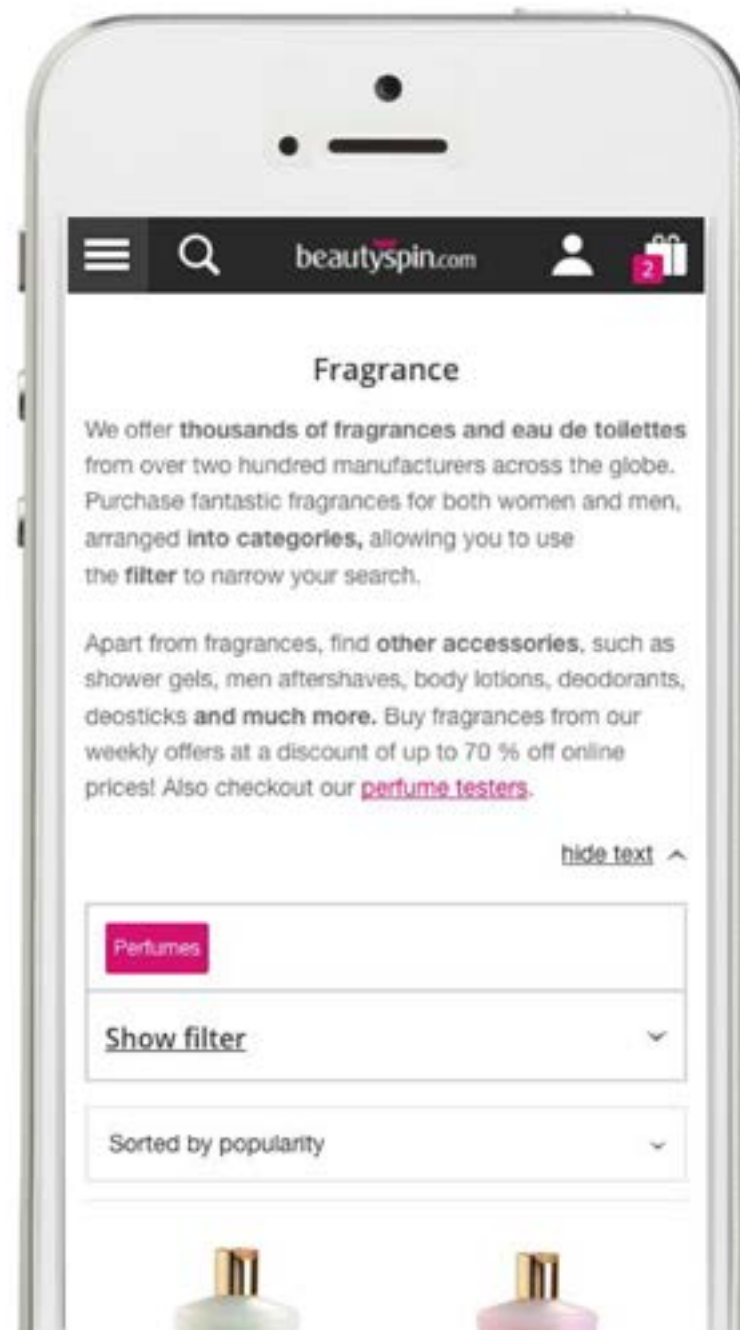 beautyspin.com
2
Fragrance
We offer thousands of fragrances and eau de toilettes
from over two hundred manufacturers across the globe.
Purchase fantastic fragrances for both women and men,
arranged into categories, allowing you to use
the filter to narrow your search.
Apart from fragrances, find other accessories, such as
shower gels, men aftershaves, body lotions, deodorants,
deosticks and much more. Buy fragrances from our
weekly offers at a discount of up to 70 % off online
prices! Also checkout our perfume testers.
hide text
Perfumes
Show filter
Sorted by popularity